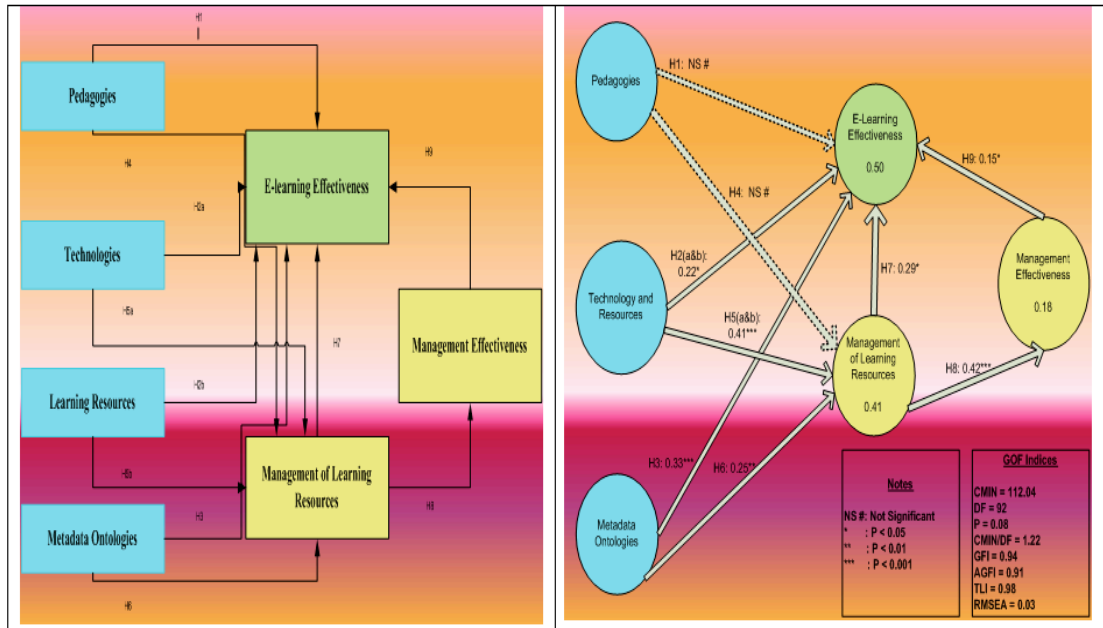 H1
Pedagogies
H4
E-learning Effectiveness
H9
H2a
Technologies
H5a
H7
Management Effectiveness
Learning Resources
H2b
Management of Learning
Resources
H5b
H3
H8
Metadata Ontologies
H6
Pedagogies
H1: NS #
E-Learning
Effectiveness
0.50
H9: 0.15*
H4: NS #
H2(a&b):
0.22*
H7: 0.29*
Management
Effectiveness
0.18
Technology and
Resources
H5(a&b):
0.41***
Management
of Learning
Resources
0.41
H8: 0.42***
H3: 0.33***
H6: 0.25**
Metadata
Ontologies
Notes
NS #: Not Significant
* : P < 0.05
** : P < 0.01
*** : P < 0.001
GOF Indices
CMIN = 112.04
DF = 92
P = 0.08
CMIN/DF = 1.22
GFI = 0.94
AGFI = 0.91
TLI = 0.98
RMSEA = 0.03